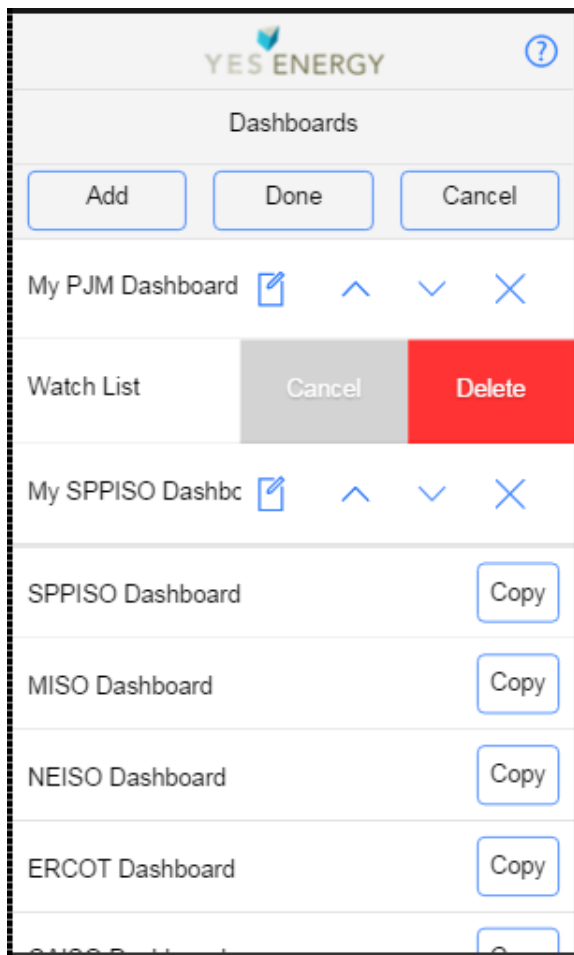 YES ENERGY
?
Dashboards
Add Done Cancel
My PJM Dashboard
Watch List Cancel Delete
My SPPISO Dashbo
SPPISO Dashboard Copy
MISO Dashboard Copy
NEISO Dashboard Copy
ERCOT Dashboard Copy